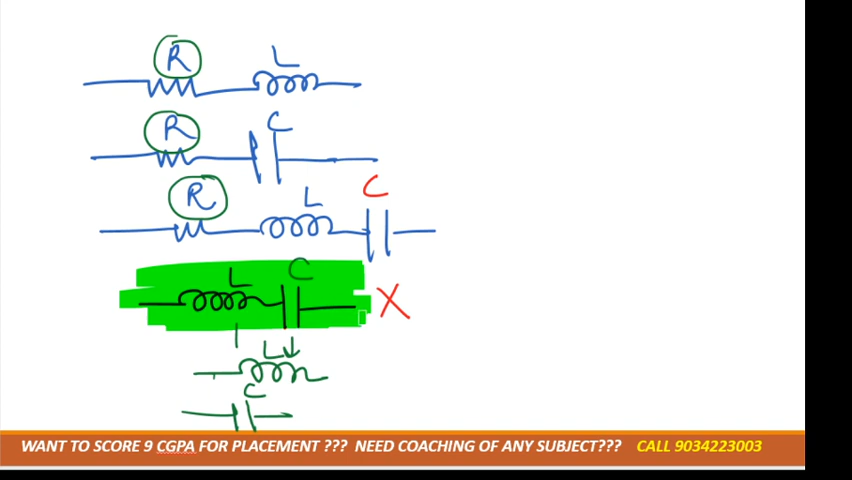 R L
R C
R L C
L C X
L
C
WANT TO SCORE 9 CGPA FOR PLACEMENT ??? NEED COACHING OF ANY SUBJECT??? CALL 9034223003